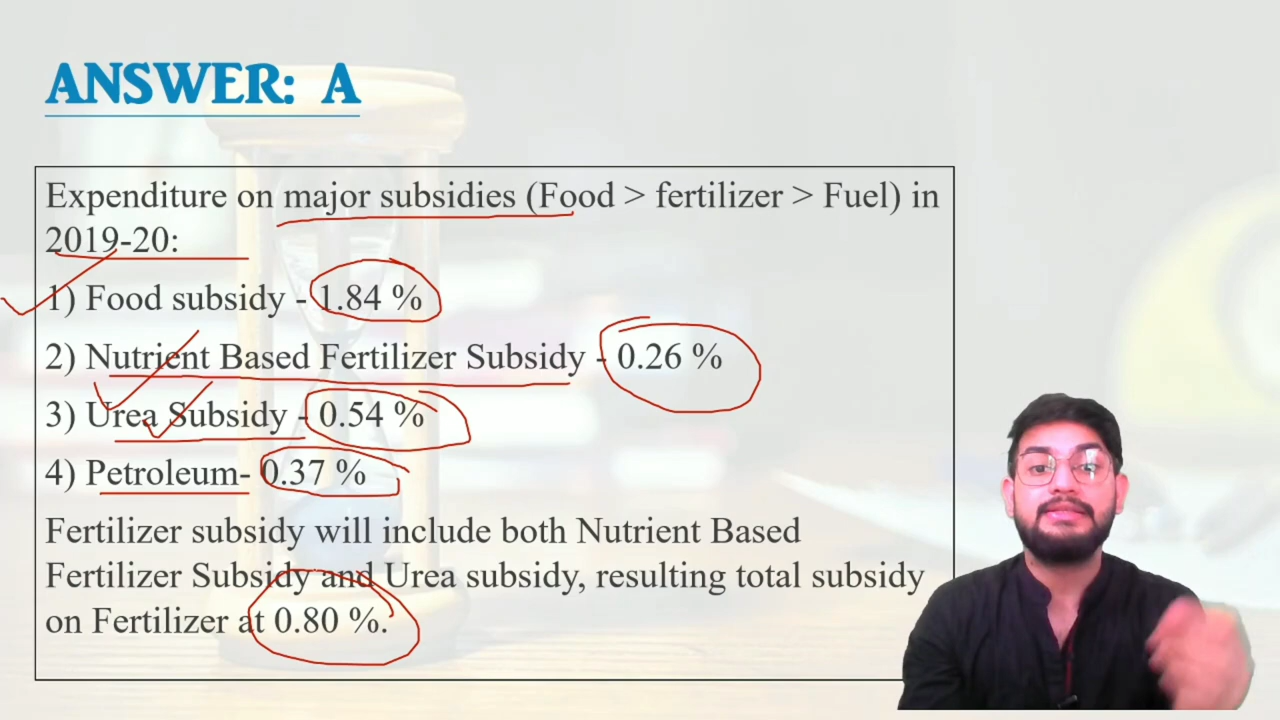 ANSWER: A
Expenditure on major subsidies (Food > fertilizer > Fuel) in
2019-20:
1) Food subsidy - 1.84 %
2) Nutrient Based Fertilizer Subsidy - 0.26 %
3) Urea Subsidy - 0.54 %
4) Petroleum- 0.37 %
Fertilizer subsidy will include both Nutrient Based
Fertilizer Subsidy and Urea subsidy, resulting total subsidy
on Fertilizer at 0.80 %.